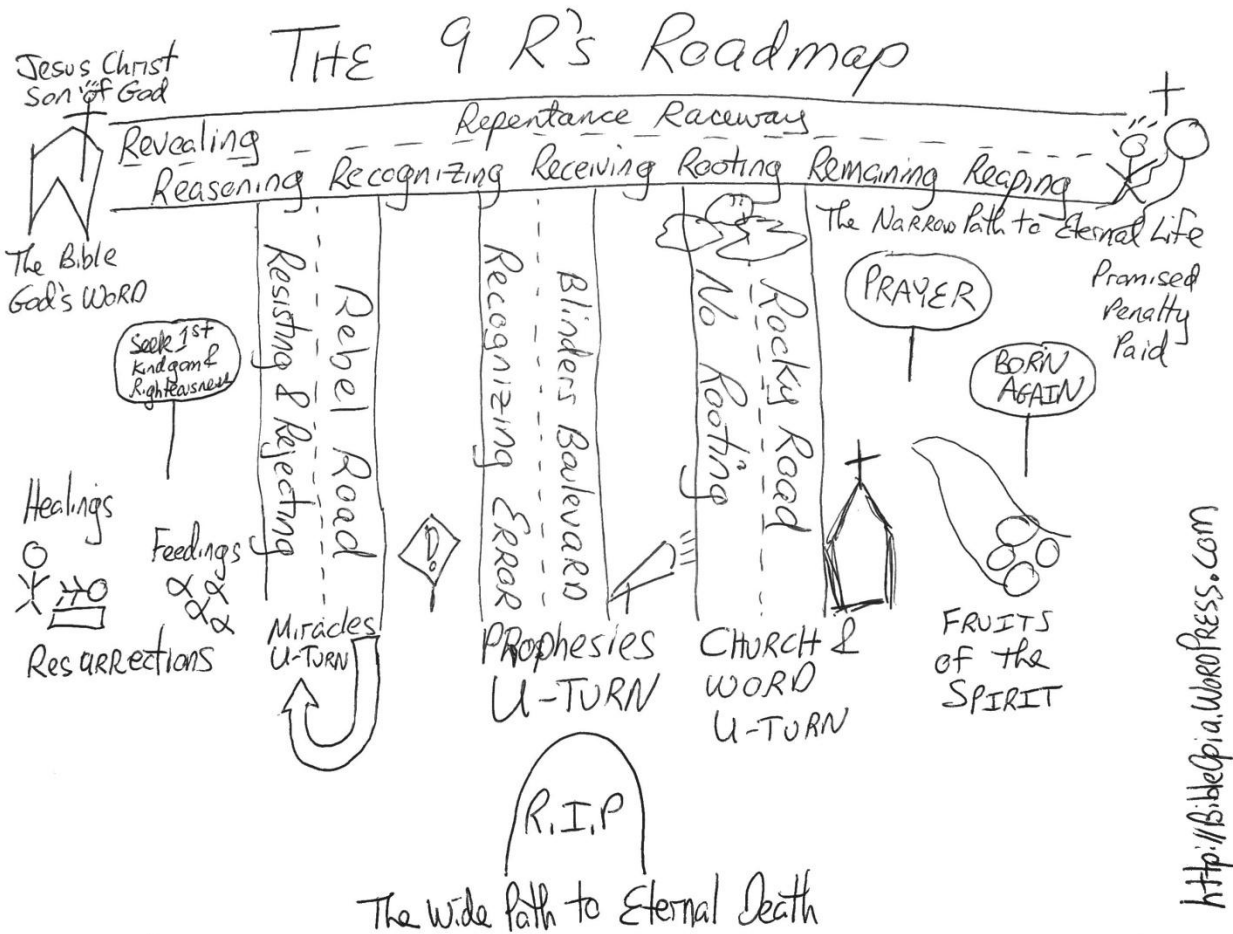 THE 9 R's Roadmap
Jesus Christ
Son of God
Repentance Raceway
Revealing
Reasoning Recognizing Receiving Rooting Remaining Reaping
The Bible
God's WORD
The NARROW Path to Eternal Life
Promised
Penalty
Paid
Seek 1st
Kindgom &
Righteousness
Resisting & Rejecting
Rebel Road
Recognizing ERROR
Blinders Boulevard
No Rooting
Rocky Road
PRAYER
BORN
AGAIN
Healings
Feedings
Resurrections
Miracles
U-TURN
PROphesies
U-TURN
CHURCH &
WORD
U-TURN
FRUITS
of the
SPIRIT
R.I.P
The Wide Path to Eternal Death
http://BibleOpia.WORDPRESS.com